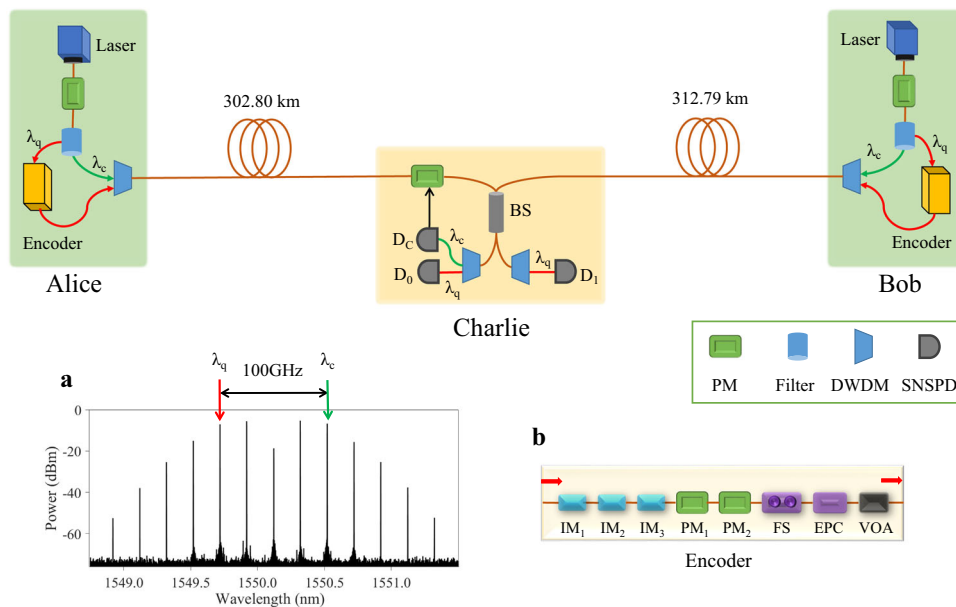 Laser
Laser
302.80 km
312.79 km
λq
λc
Encoder
Alice
BS
DC
λc
D0
λq
λq
D1
Charlie
λq
λc
Encoder
Bob
PM
Filter
DWDM
SNSPD
a
λq
λc
100GHz
0
-20
-40
-60
Power (dBm)
1549.0
1549.5
1550.0
1550.5
1551.0
Wavelength (nm)
b
IM1
IM2
IM3
PM1
PM2
FS
EPC
VOA
Encoder